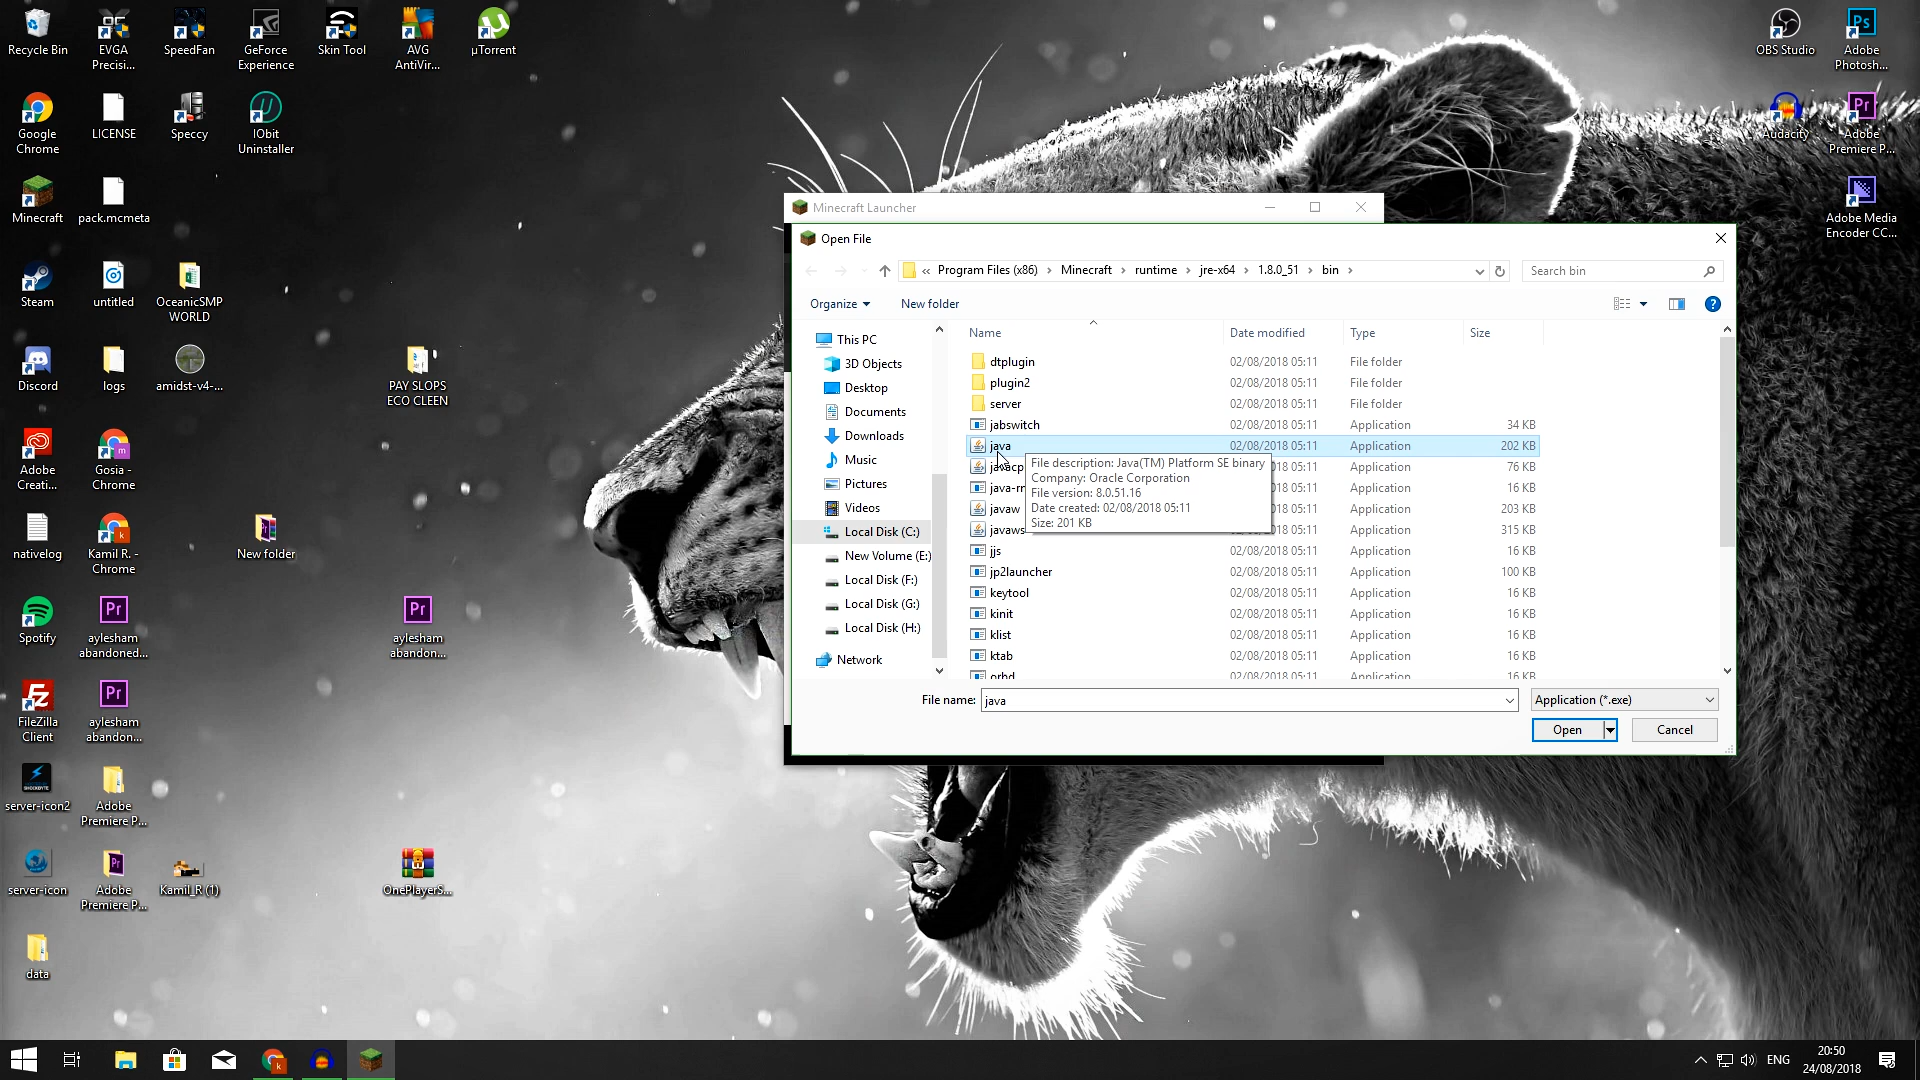 Recycle Bin
EVGA
Precisi...
SpeedFan
GeForce
Experience
Skin Tool
AVG
AntiVir...
µTorrent
OBS Studio
Adobe
Photosh...
Google
Chrome
LICENSE
Speccy
IObit
Uninstaller
Audacity
Adobe
Premiere P...
Minecraft
pack.mcmeta
Adobe Media
Encoder CC...
Steam
untitled
OceanicSMP
WORLD
Discord
logs
amidst-v4-...
PAY SLOPS
ECO CLEEN
Adobe
Creati...
Gosia -
Chrome
nativelog
Kamil R. -
Chrome
New folder
Spotify
aylesham
abandoned...
aylesham
abandon...
FileZilla
Client
aylesham
abandon...
server-icon2
Adobe
Premiere P...
server-icon
Adobe
Premiere P...
Kamil_R (1)
OnePlayerS...
data
Minecraft Launcher
Open File
« Program Files (x86) > Minecraft > runtime > jre-x64 > 1.8.0_51 > bin >
Search bin
Organize
New folder
This PC
3D Objects
Desktop
Documents
Downloads
Music
Pictures
Videos
Local Disk (C:)
New Volume (E:)
Local Disk (F:)
Local Disk (G:)
Local Disk (H:)
Network
Name Date modified Type Size
dtplugin 02/08/2018 05:11 File folder
plugin2 02/08/2018 05:11 File folder
server 02/08/2018 05:11 File folder
jabswitch 02/08/2018 05:11 Application 34 KB
java 02/08/2018 05:11 Application 202 KB
javacp 18 05:11 Application 76 KB
java-r 18 05:11 Application 16 KB
javaw 18 05:11 Application 203 KB
javaws 02/08/2018 05:11 Application 315 KB
jjs 02/08/2018 05:11 Application 16 KB
jp2launcher 02/08/2018 05:11 Application 100 KB
keytool 02/08/2018 05:11 Application 16 KB
kinit 02/08/2018 05:11 Application 16 KB
klist 02/08/2018 05:11 Application 16 KB
ktab 02/08/2018 05:11 Application 16 KB
orbd 02/08/2018 05:11 Application 16 KB
File description: Java(TM) Platform SE binary
Company: Oracle Corporation
File version: 8.0.51.16
Date created: 02/08/2018 05:11
Size: 201 KB
File name: java
Application (*.exe)
Open
Cancel
ENG
20:50
24/08/2018